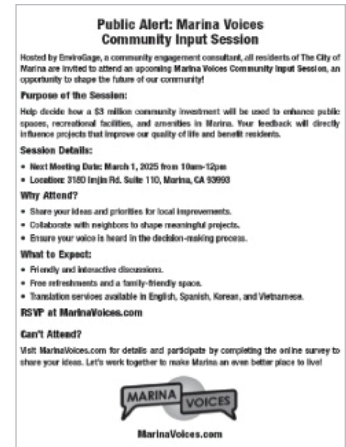 Public Alert: Marina Voices
Community Input Session
Hosted by EnviroGage, a community engagement consultant, all residents of The City of
Marina are invited to attend an upcoming Marina Voices Community Input Session, an
opportunity to shape the future of our community!
Purpose of the Session:
Help decide how a $3 million community investment will be used to enhance public
spaces, recreational facilities, and amenities in Marina. Your feedback will directly
influence projects that improve our quality of life and benefit residents.
Session Details:
• Next Meeting Date: March 1, 2025 from 10am-12pm
• Location: 3180 Imjin Rd. Suite 110, Marina, CA 93993
Why Attend?
• Share your ideas and priorities for local improvements.
• Collaborate with neighbors to shape meaningful projects.
• Ensure your voice is heard in the decision-making process.
What to Expect:
• Friendly and interactive discussions.
• Free refreshments and a family-friendly space.
• Translation services available in English, Spanish, Korean, and Vietnamese.
RSVP at MarinaVoices.com
Can't Attend?
Visit MarinaVoices.com for details and participate by completing the online survey to
share your ideas. Let's work together to make Marina an even better place to live!
MARINA
VOICES
MarinaVoices.com